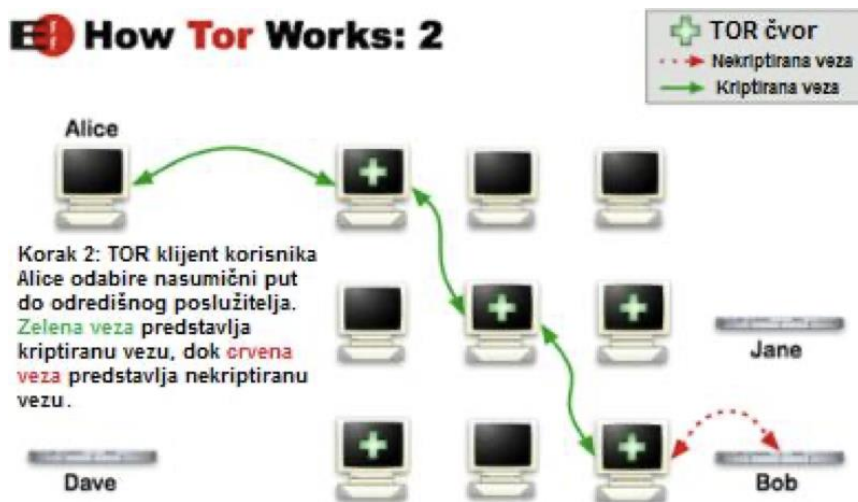 EFF How Tor Works: 2
TOR čvor
Nekriptirana veza
Kriptirana veza
Alice
Korak 2: TOR klijent korisnika
Alice odabire nasumični put
do odredišnog poslužitelja.
Zelena veza predstavlja
kriptiranu vezu, dok crvena
veza predstavlja nekriptiranu
vezu.
Jane
Dave
Bob